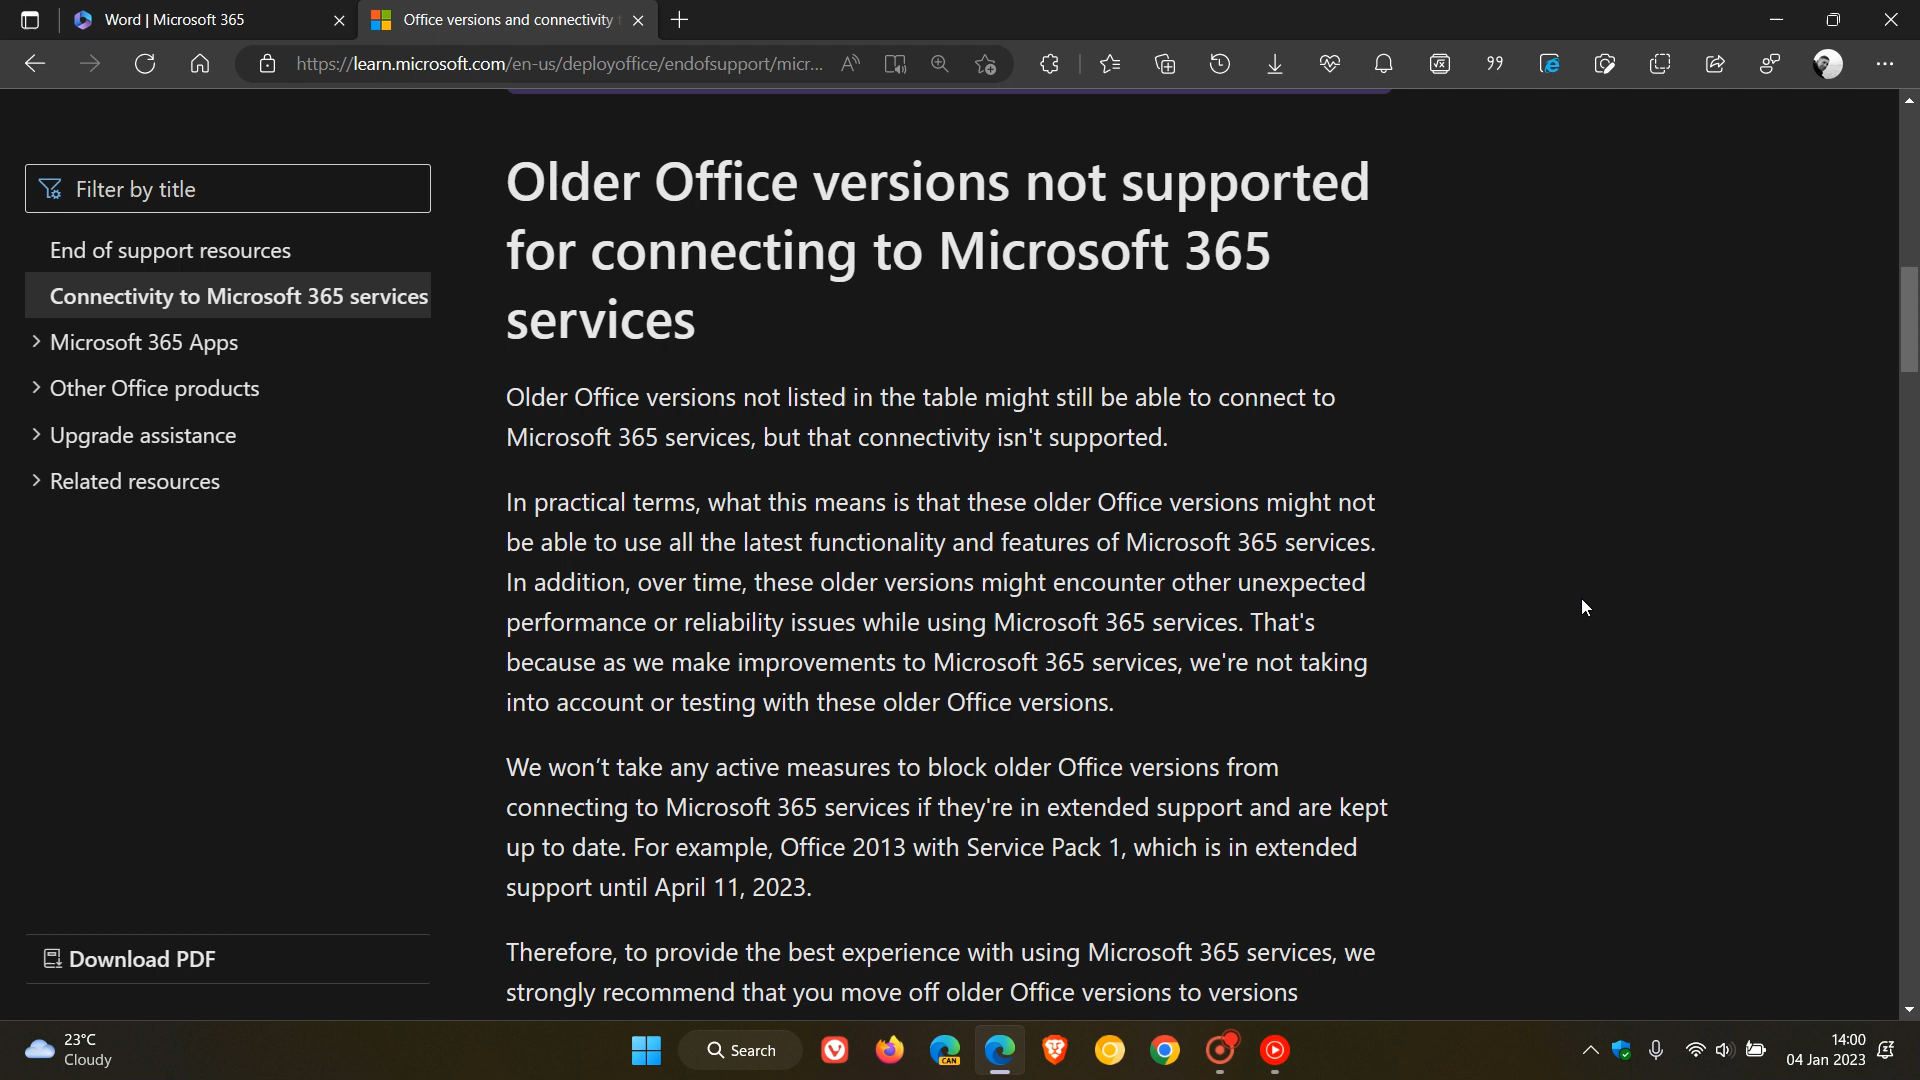 Word | Microsoft 365
Office versions and connectivity
https://learn.microsoft.com/en-us/deployoffice/endofsupport/micr...
Filter by title
End of support resources
Connectivity to Microsoft 365 services
Microsoft 365 Apps
Other Office products
Upgrade assistance
Related resources
Download PDF
Older Office versions not supported
for connecting to Microsoft 365
services
Older Office versions not listed in the table might still be able to connect to
Microsoft 365 services, but that connectivity isn't supported.
In practical terms, what this means is that these older Office versions might not
be able to use all the latest functionality and features of Microsoft 365 services.
In addition, over time, these older versions might encounter other unexpected
performance or reliability issues while using Microsoft 365 services. That's
because as we make improvements to Microsoft 365 services, we're not taking
into account or testing with these older Office versions.
We won’t take any active measures to block older Office versions from
connecting to Microsoft 365 services if they're in extended support and are kept
up to date. For example, Office 2013 with Service Pack 1, which is in extended
support until April 11, 2023.
Therefore, to provide the best experience with using Microsoft 365 services, we
strongly recommend that you move off older Office versions to versions
23°C
Cloudy
Search
CAN
14:00
04 Jan 2023